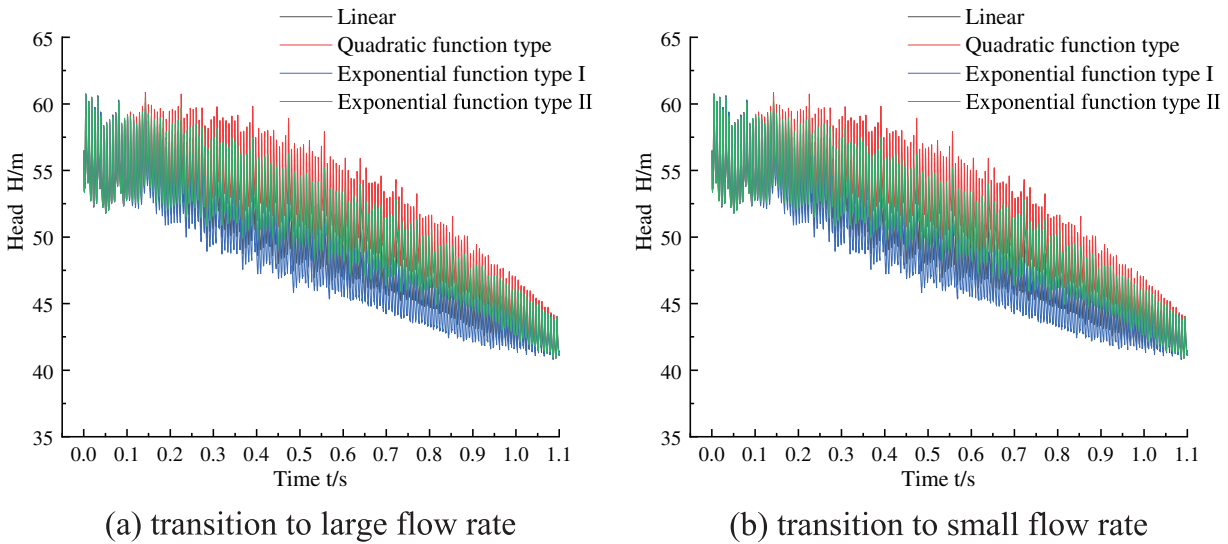 Linear
Quadratic function type
Exponential function type I
Exponential function type II
65
60
55
50
45
40
35
Head H/m
0.0 0.1 0.2 0.3 0.4 0.5 0.6 0.7 0.8 0.9 1.0 1.1
Time t/s
(a) transition to large flow rate
Linear
Quadratic function type
Exponential function type I
Exponential function type II
65
60
55
50
45
40
35
Head H/m
0.0 0.1 0.2 0.3 0.4 0.5 0.6 0.7 0.8 0.9 1.0 1.1
Time t/s
(b) transition to small flow rate